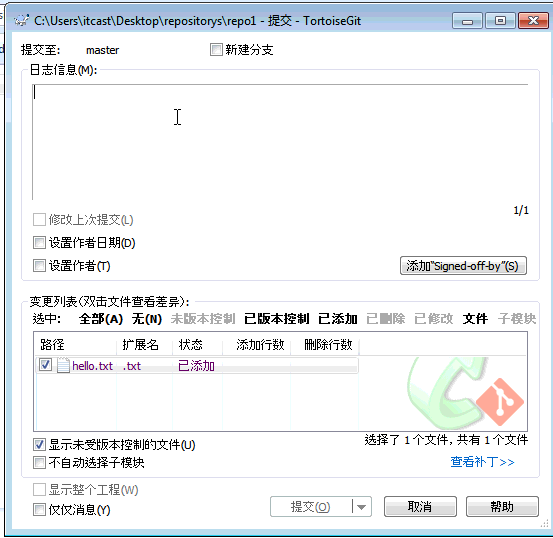 C:\Users\itcast\Desktop\repositorys\repo1 - 提交 - TortoiseGit
提交至: master 新建分支
日志信息(M):
1/1
修改上次提交(L)
设置作者日期(D)
设置作者(T) 添加"Signed-off-by"(S)
变更列表(双击文件查看差异):
选中: 全部(A) 无(N) 未版本控制 已版本控制 已添加 已删除 已修改 文件 子模块
路径 扩展名 状态 添加行数 删除行数
hello.txt .txt 已添加
显示未受版本控制的文件(U) 选择了 1 个文件, 共有 1 个文件
不自动选择子模块 查看补丁>>
显示整个工程(W)
仅仅消息(Y) 提交(O) 取消 帮助